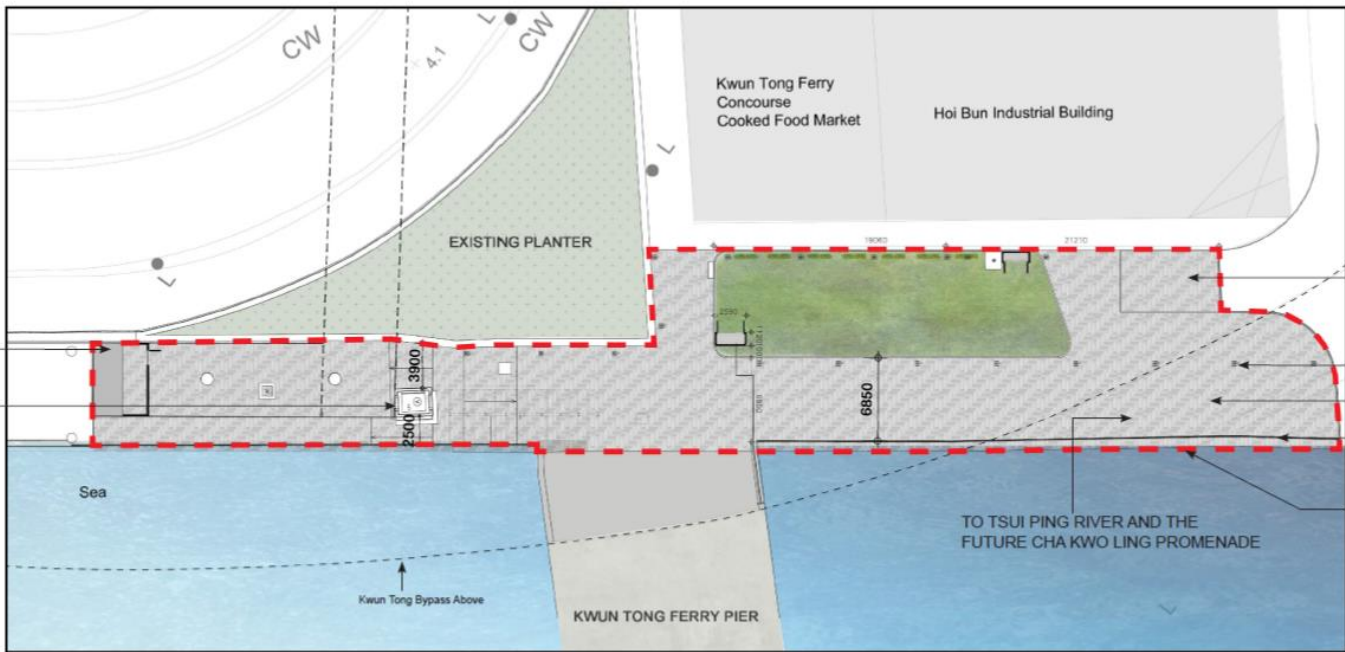 CW
L
CW
4.1
L
L
Kwun Tong Ferry
Concourse
Cooked Food Market
Hoi Bun Industrial Building
EXISTING PLANTER
19060
21210
2590
3900
2500
6850
Sea
TO TSUI PING RIVER AND THE
FUTURE CHA KWO LING PROMENADE
Kwun Tong Bypass Above
KWUN TONG FERRY PIER